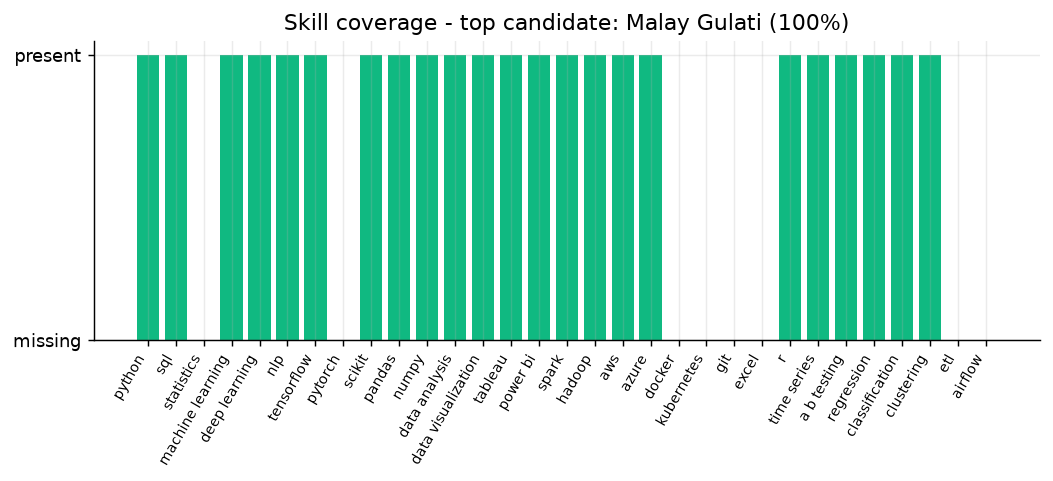 Skill coverage - top candidate: Malay Gulati (100%)
present
missing
python
sql
statistics
machine learning
deep learning
nlp
tensorflow
pytorch
scikit
pandas
numpy
data analysis
data visualization
tableau
power bi
spark
hadoop
aws
azure
docker
kubernetes
git
excel
r
time series
a b testing
regression
classification
clustering
etl
airflow